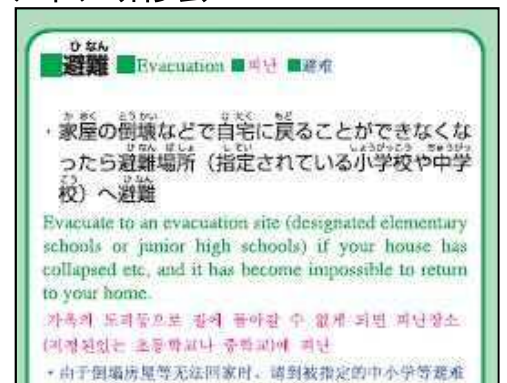 ひ なん
■避難 ■Evacuation ■피난 ■避难
か おく とうかい じ たく もど
・家屋の倒壊などで自宅に戻ることができなくな
ひ なん ば しょ し てい しょうがっこう ちゅうがっ
ったら避難場所（指定されている小学校や中学
こう ひ なん
校）へ避難
Evacuate to an evacuation site (designated elementary
schools or junior high schools) if your house has
collapsed etc, and it has become impossible to return
to your home.
가옥의 도괴등으로 집에 돌아갈 수 없게 되면 피난장소
(지정된있는 초등학교나 중학교)에 피난
・由于倒塌房屋等无法回家时、请到被指定的中小学等避难